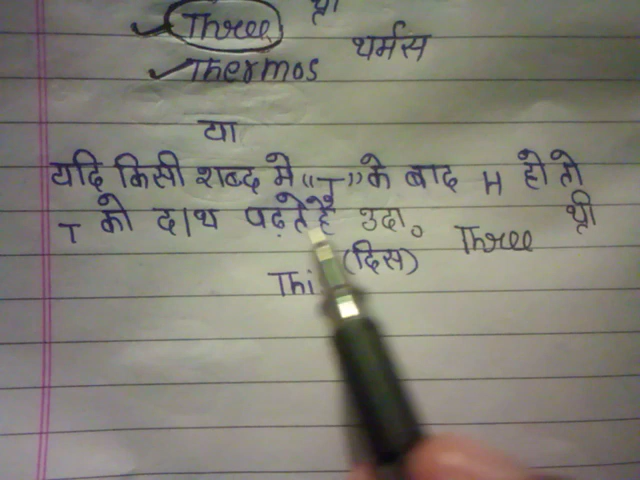 Three थ्री
Thermos थर्मस
या
यदि किसी शब्द मे "T" के बाद H हो तो
T को द/थ पढ़ते है उदा० Three थ्री
Thi (दिस)